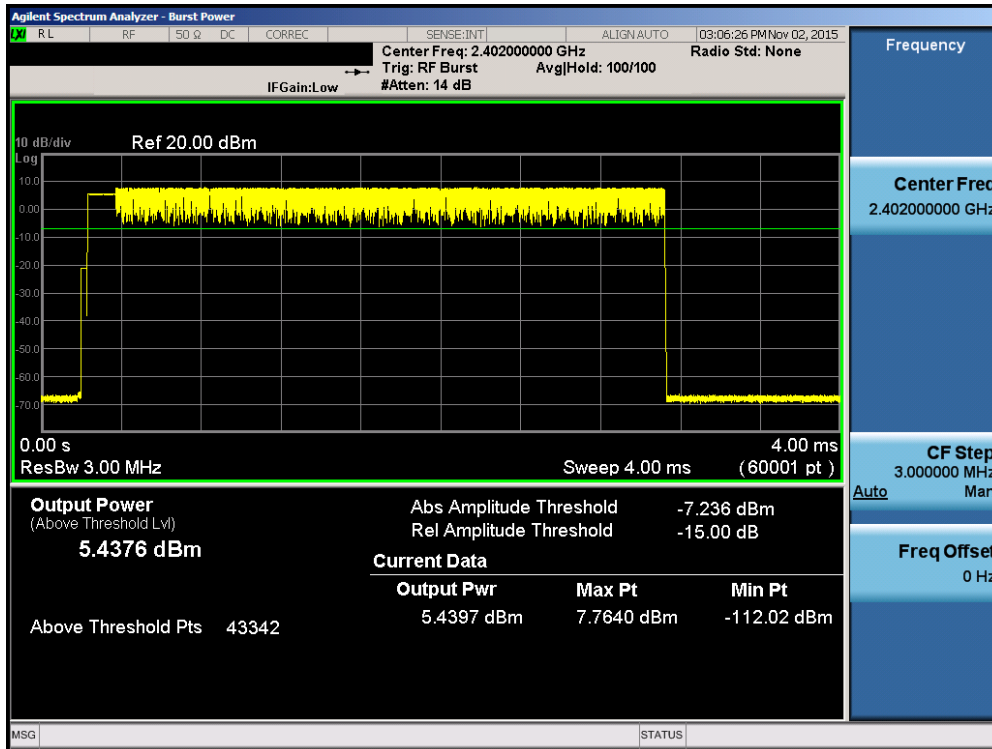 Agilent Spectrum Analyzer - Burst Power
LXI RL RF 50 Ω DC CORREC SENSE:INT ALIGN AUTO 03:06:26 PM Nov 02, 2015
Center Freq: 2.402000000 GHz Radio Std: None
Trig: RF Burst Avg|Hold: 100/100
IFGain:Low #Atten: 14 dB
10 dB/div Ref 20.00 dBm
Log
10.0
0.00
-10.0
-20.0
-30.0
-40.0
-50.0
-60.0
-70.0
0.00 s 4.00 ms
ResBw 3.00 MHz Sweep 4.00 ms (60001 pt )
Output Power
(Above Threshold Lvl)
5.4376 dBm
Above Threshold Pts 43342
Abs Amplitude Threshold -7.236 dBm
Rel Amplitude Threshold -15.00 dB
Current Data
Output Pwr Max Pt Min Pt
5.4397 dBm 7.7640 dBm -112.02 dBm
MSG STATUS
Frequency
Center Freq
2.402000000 GHz
CF Step
3.000000 MHz
Auto Man
Freq Offset
0 Hz